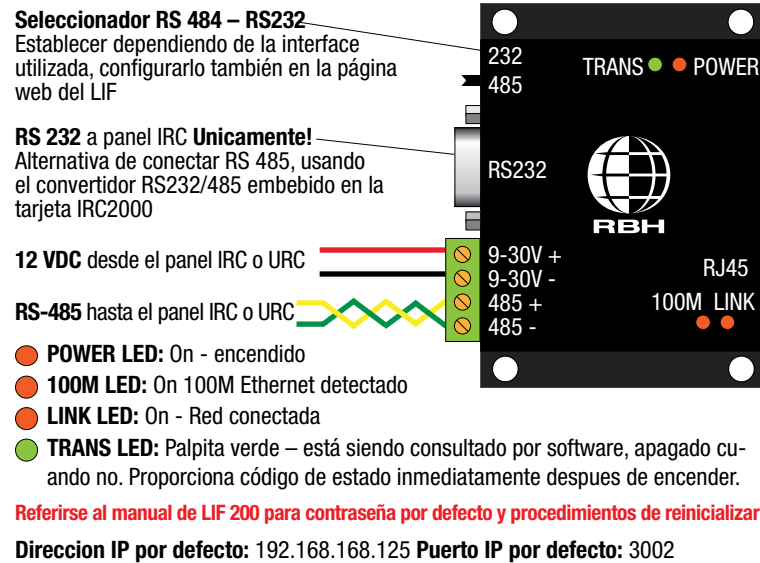 Seleccionador RS 484 – RS232
Establecer dependiendo de la interface
utilizada, configurarlo también en la página
web del LIF
RS 232 a panel IRC Unicamente!
Alternativa de conectar RS 485, usando
el convertidor RS232/485 embebido en la
tarjeta IRC2000
12 VDC desde el panel IRC o URC
RS-485 hasta el panel IRC o URC
232
485
TRANS POWER
RS232
RBH
9-30V +
9-30V -
485 +
485 -
RJ45
100M LINK
POWER LED: On - encendido
100M LED: On 100M Ethernet detectado
LINK LED: On - Red conectada
TRANS LED: Palpita verde – está siendo consultado por software, apagado cu-
ando no. Proporciona código de estado inmediatamente despues de encender.
Referirse al manual de LIF 200 para contraseña por defecto y procedimientos de reinicializar
Direccion IP por defecto: 192.168.168.125 Puerto IP por defecto: 3002